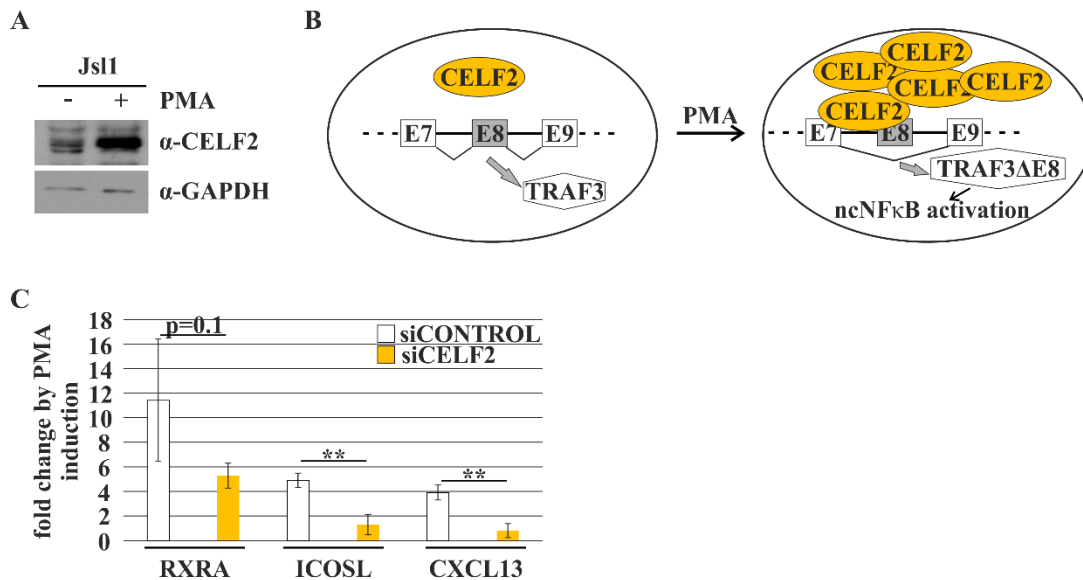 A
Jsl1
- + PMA
α-CELF2
α-GAPDH
B
CELF2
E7 E8 E9
TRAF3
PMA
CELF2
CELF2
CELF2
CELF2
CELF2
E7 E8 E9
TRAF3ΔE8
ncNFκB activation
C
fold change by PMA
induction
18
16
14
12
10
8
6
4
2
0
p=0.1
siCONTROL
siCELF2
**
**
RXRA ICOSL CXCL13